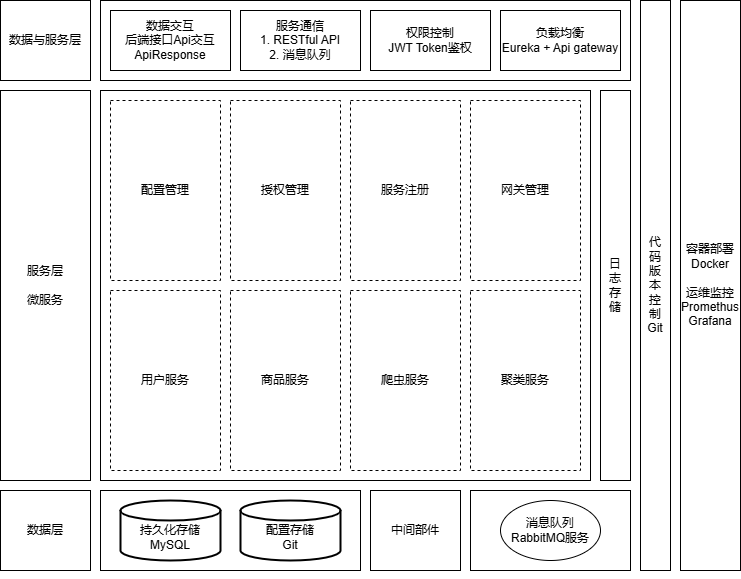 数据与服务层
数据交互
后端接口Api交互
ApiResponse
服务通信
1. RESTful API
2. 消息队列
权限控制
JWT Token鉴权
负载均衡
Eureka + Api gateway
服务层
微服务
配置管理
授权管理
服务注册
网关管理
用户服务
商品服务
爬虫服务
聚类服务
日
志
存
储
代
码
版
本
控
制
Git
容器部署
Docker
运维监控
Promethus
Grafana
数据层
持久化存储
MySQL
配置存储
Git
中间部件
消息队列
RabbitMQ服务